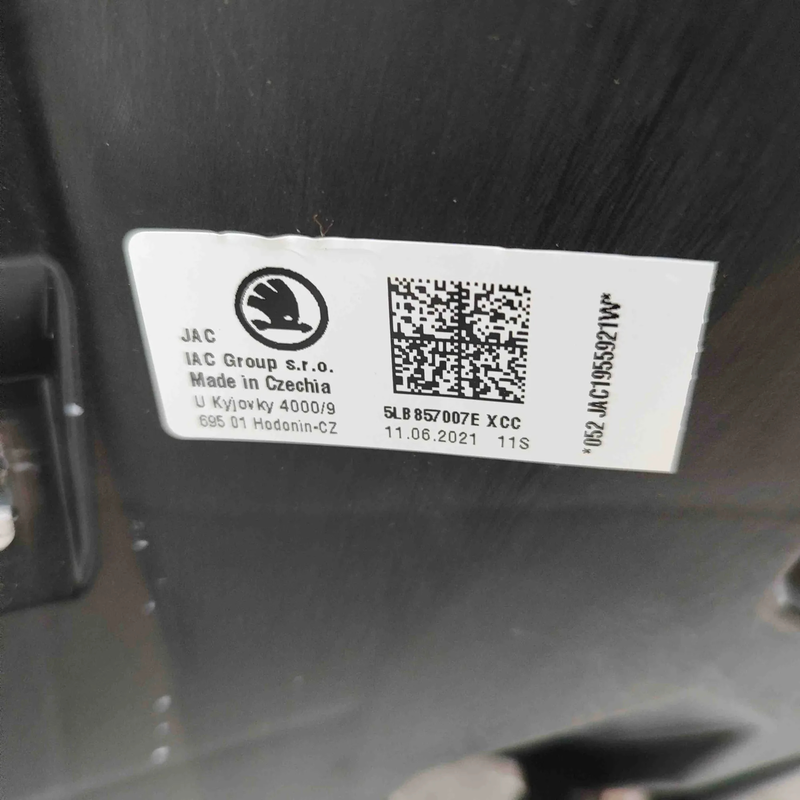 JAC
IAC Group s.r.o.
Made in Czechia
U Kyjovky 4000/9
695 01 Hodonin-CZ
5LB 857007E XCC
11.06.2021 11S
*052 JAC1955921W*